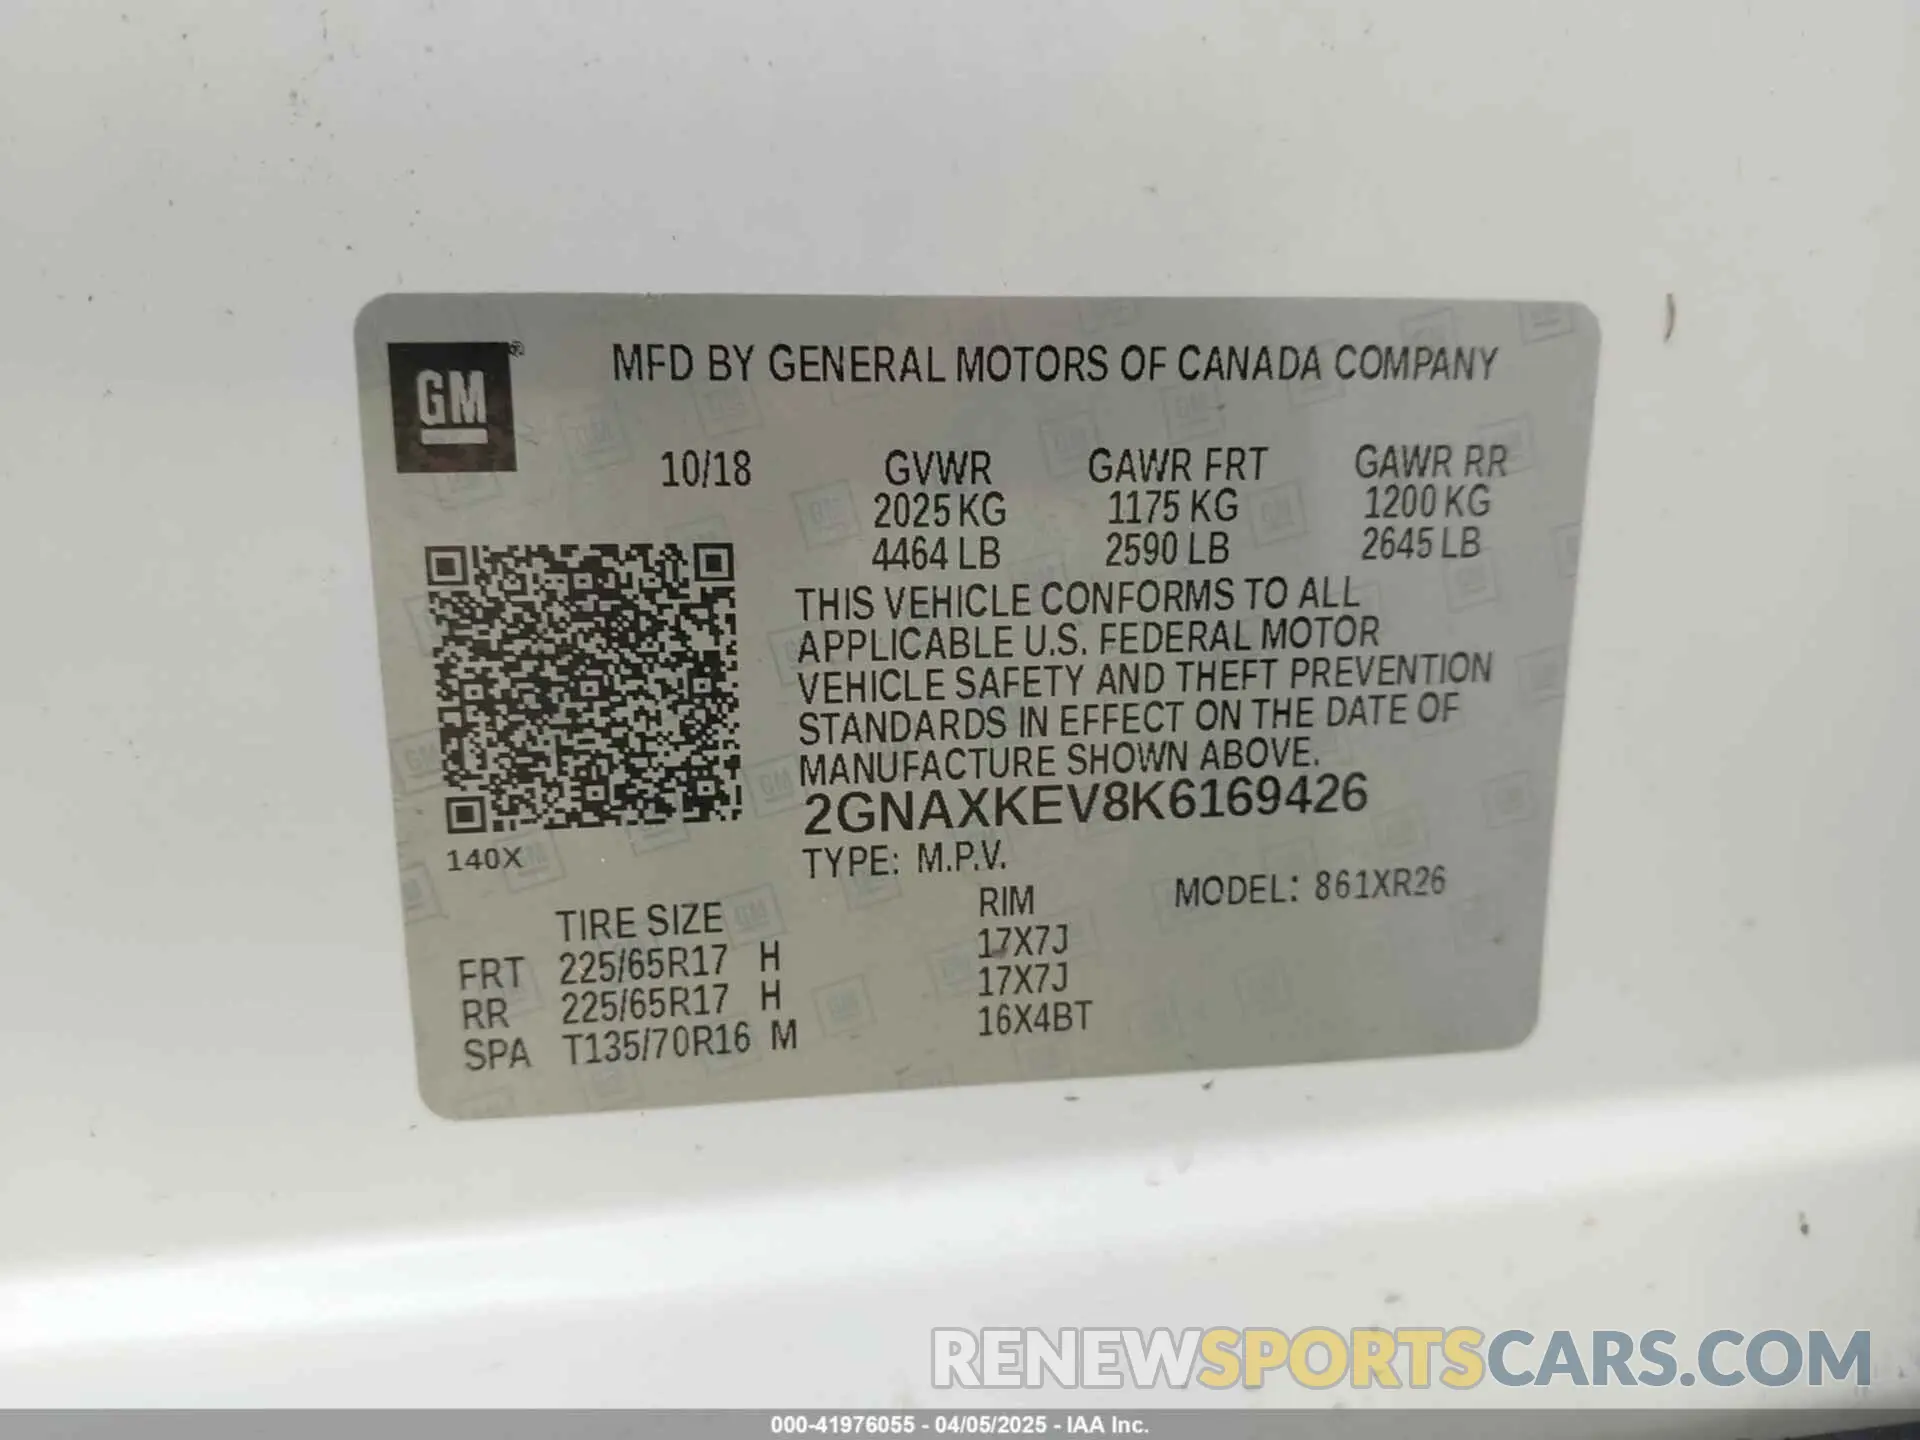 GM®
MFD BY GENERAL MOTORS OF CANADA COMPANY
10/18 GVWR GAWR FRT GAWR RR
2025 KG 1175 KG 1200 KG
4464 LB 2590 LB 2645 LB
THIS VEHICLE CONFORMS TO ALL
APPLICABLE U.S. FEDERAL MOTOR
VEHICLE SAFETY AND THEFT PREVENTION
STANDARDS IN EFFECT ON THE DATE OF
MANUFACTURE SHOWN ABOVE.
2GNAXKEV8K6169426
140X
TYPE: M.P.V.
MODEL: 861XR26
TIRE SIZE RIM
FRT 225/65R17 H 17X7J
RR 225/65R17 H 17X7J
SPA T135/70R16 M 16X4BT
RENEWSPORTSCARS.COM
000-41976055 - 04/05/2025 - IAA Inc.